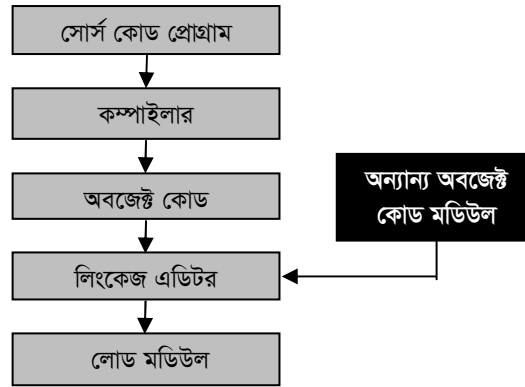 সোর্স কোড প্রোগ্রাম
কম্পাইলার
অবজেক্ট কোড
অন্যান্য অবজেক্ট
কোড মডিউল
লিংকেজ এডিটর
লোড মডিউল